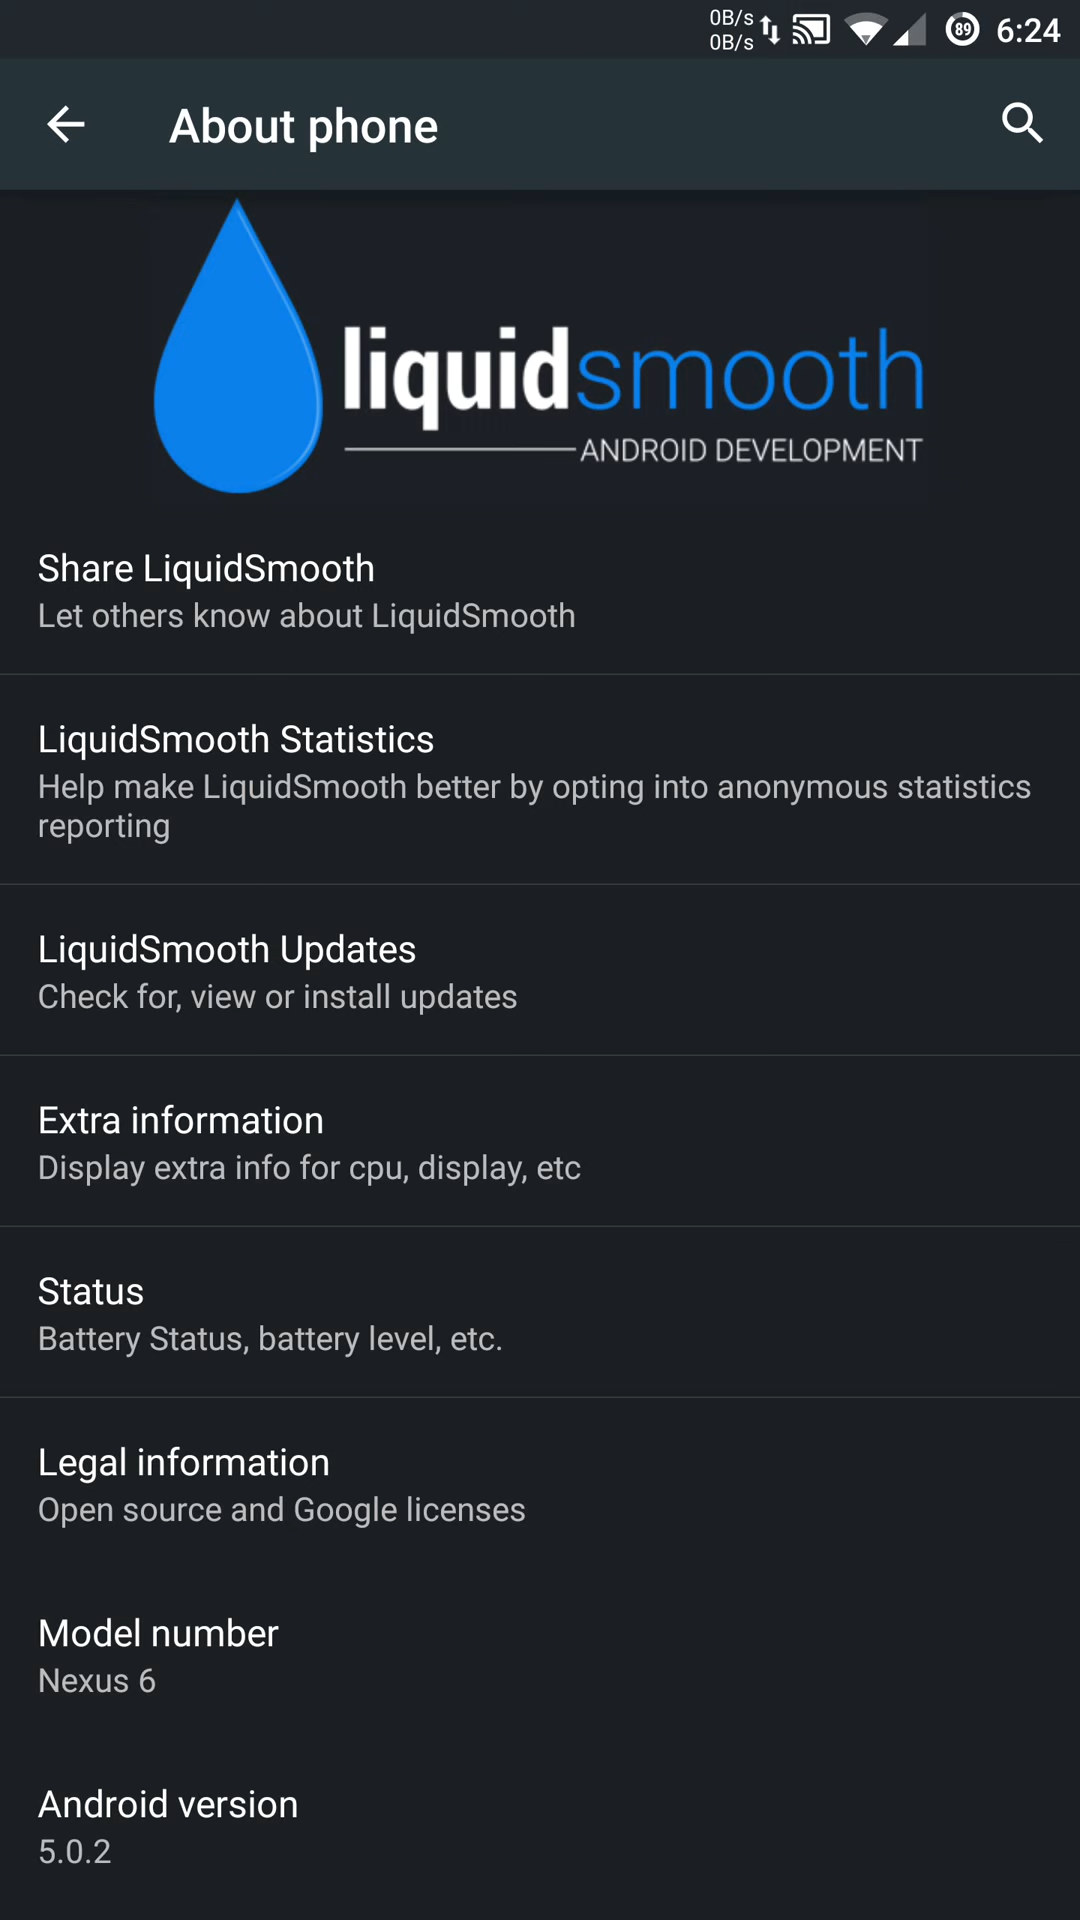 0B/s
0B/s
89
6:24
About phone
liquidsmooth
ANDROID DEVELOPMENT
Share LiquidSmooth
Let others know about LiquidSmooth
LiquidSmooth Statistics
Help make LiquidSmooth better by opting into anonymous statistics
reporting
LiquidSmooth Updates
Check for, view or install updates
Extra information
Display extra info for cpu, display, etc
Status
Battery Status, battery level, etc.
Legal information
Open source and Google licenses
Model number
Nexus 6
Android version
5.0.2